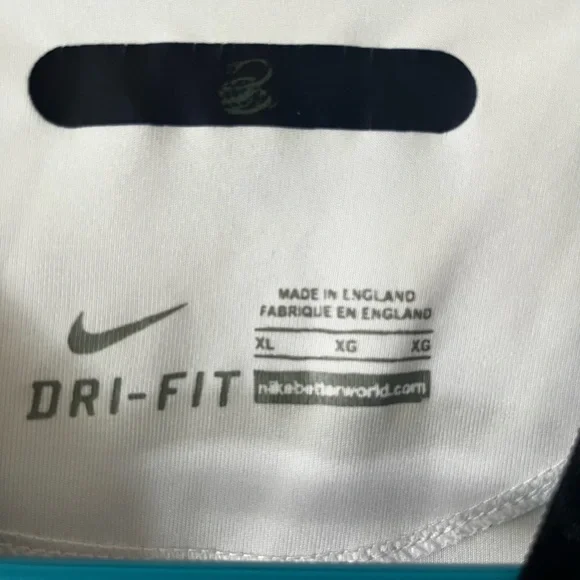 MADE IN ENGLAND
FABRIQUE EN ENGLAND
XL XG XG
nikebetterworld.com
DRI-FIT